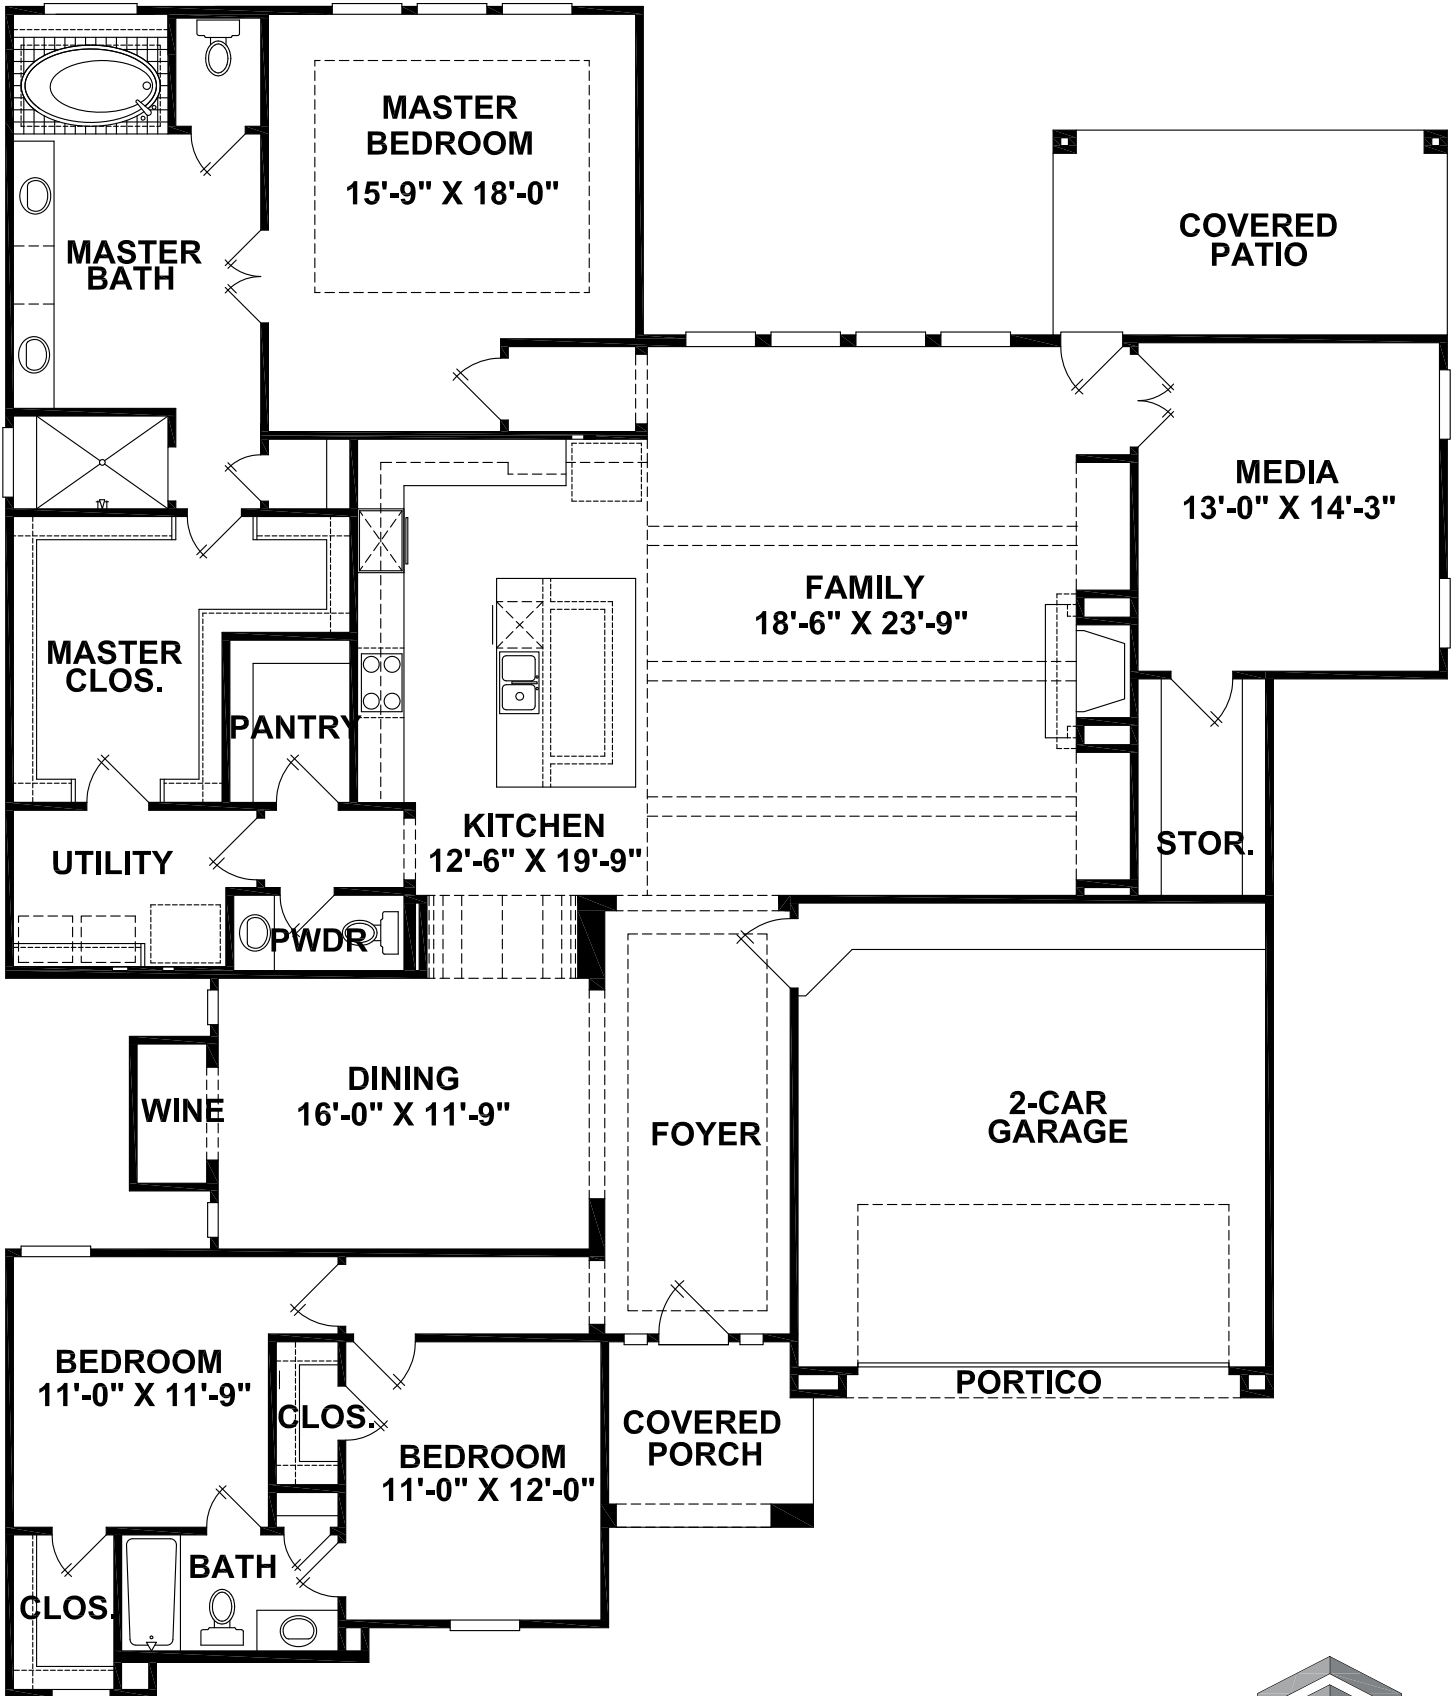 MASTER
BEDROOM
15'-9" X 18'-0"
COVERED
PATIO
MASTER
BATH
MEDIA
13'-0" X 14'-3"
FAMILY
18'-6" X 23'-9"
MASTER
CLOS.
PANTRY
KITCHEN
12'-6" X 19'-9"
STOR.
UTILITY
PWDR
DINING
16'-0" X 11'-9"
WINE
FOYER
2-CAR
GARAGE
BEDROOM
11'-0" X 11'-9"
PORTICO
CLOS.
COVERED
PORCH
BEDROOM
11'-0" X 12'-0"
BATH
CLOS.